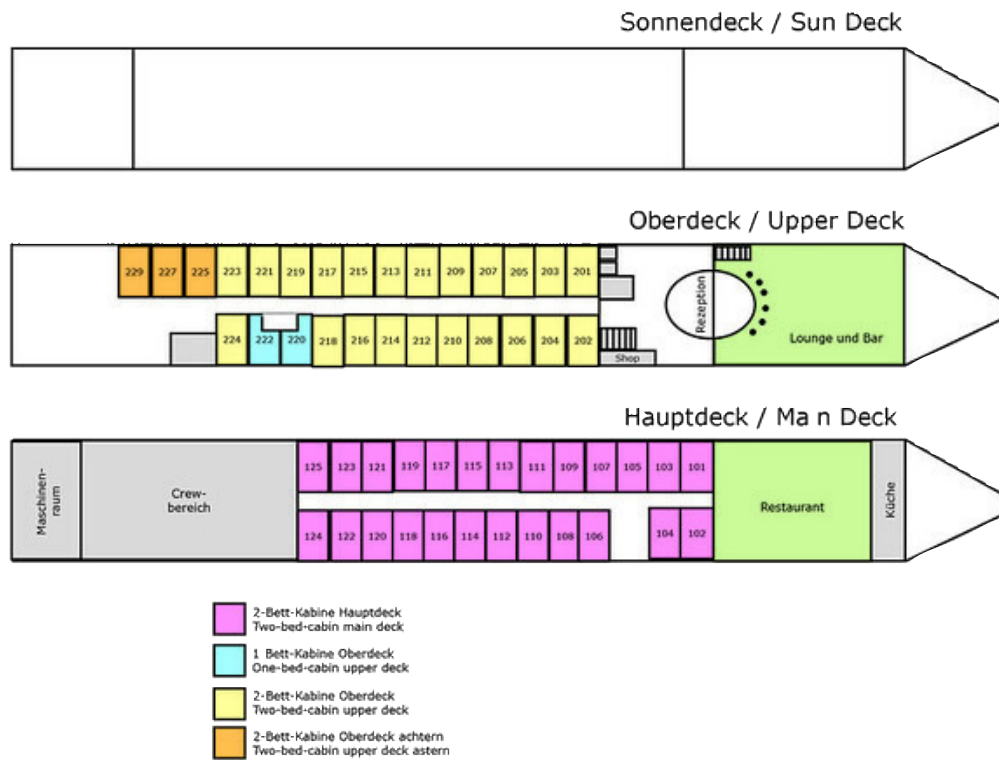 Sonnendeck / Sun Deck
Oberdeck / Upper Deck
229 227 225 223 221 219 217 215 213 211 209 207 205 203 201
224 222 220 218 216 214 212 210 208 206 204 202
Shop
Rezeption
Lounge und Bar
Hauptdeck / Ma n Deck
Maschinen-
raum
Crew-
bereich
125 123 121 119 117 115 113 111 109 107 105 103 101
124 122 120 118 116 114 112 110 108 106 104 102
Restaurant
Küche
2-Bett-Kabine Hauptdeck
Two-bed-cabin main deck
1 Bett-Kabine Oberdeck
One-bed-cabin upper deck
2-Bett-Kabine Oberdeck
Two-bed-cabin upper deck
2-Bett-Kabine Oberdeck achtern
Two-bed-cabin upper deck astern